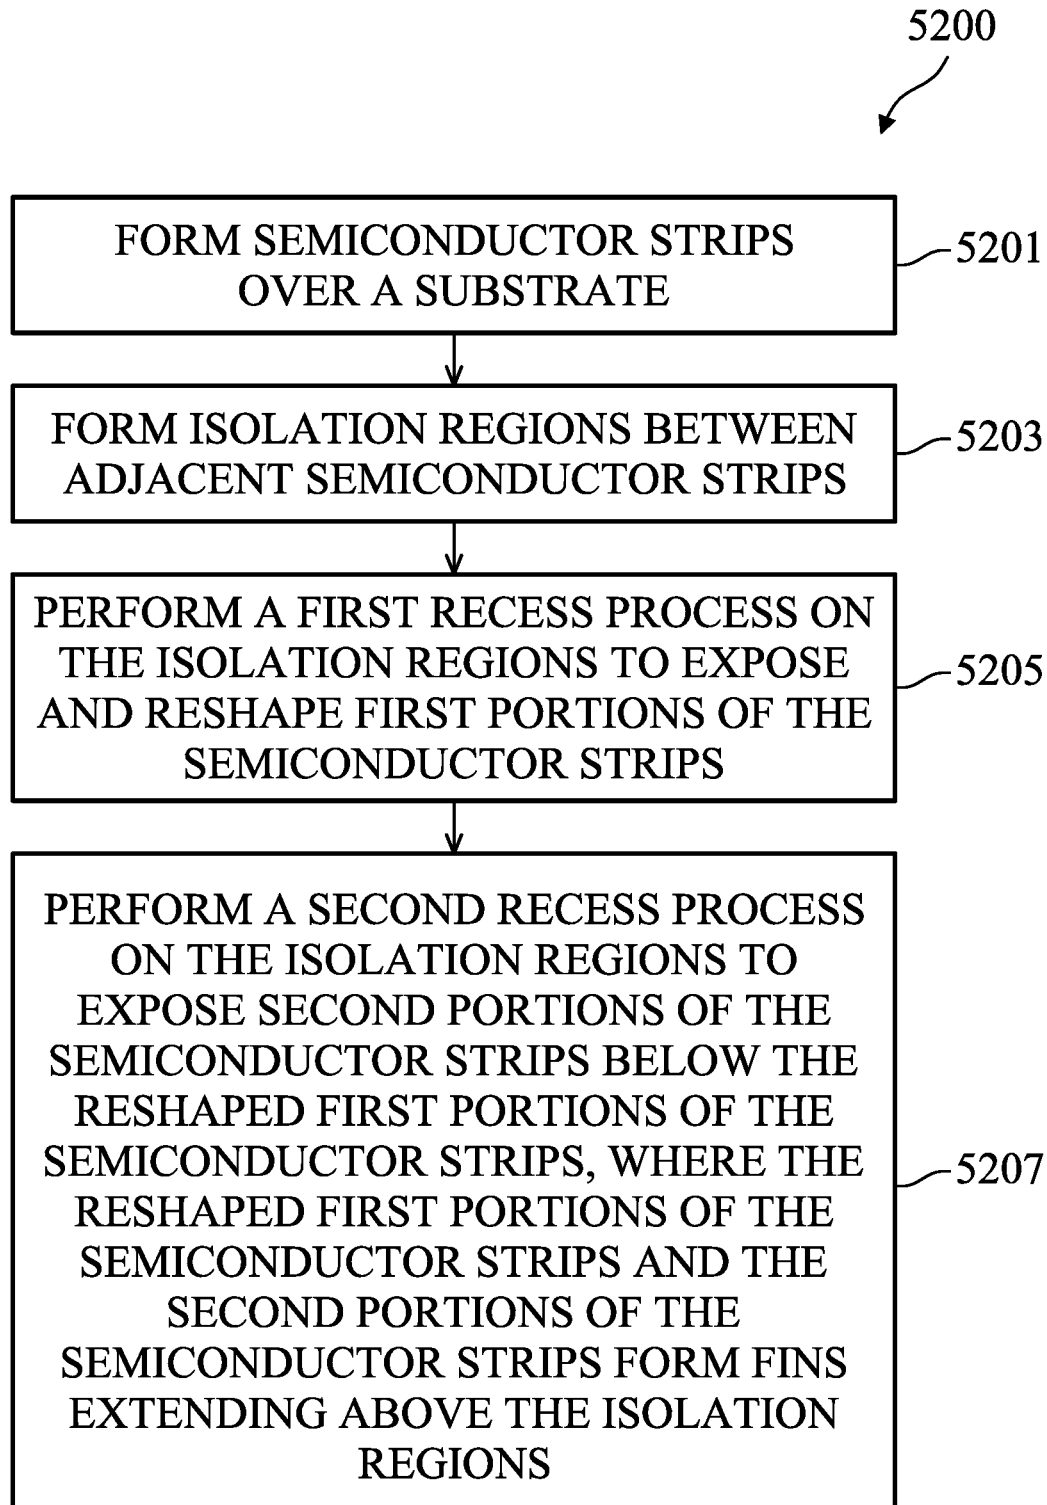 5200
FORM SEMICONDUCTOR STRIPS
OVER A SUBSTRATE
5201
FORM ISOLATION REGIONS BETWEEN
ADJACENT SEMICONDUCTOR STRIPS
5203
PERFORM A FIRST RECESS PROCESS ON
THE ISOLATION REGIONS TO EXPOSE
AND RESHAPE FIRST PORTIONS OF THE
SEMICONDUCTOR STRIPS
5205
PERFORM A SECOND RECESS PROCESS
ON THE ISOLATION REGIONS TO
EXPOSE SECOND PORTIONS OF THE
SEMICONDUCTOR STRIPS BELOW THE
RESHAPED FIRST PORTIONS OF THE
SEMICONDUCTOR STRIPS, WHERE THE
RESHAPED FIRST PORTIONS OF THE
SEMICONDUCTOR STRIPS AND THE
SECOND PORTIONS OF THE
SEMICONDUCTOR STRIPS FORM FINS
EXTENDING ABOVE THE ISOLATION
REGIONS
5207